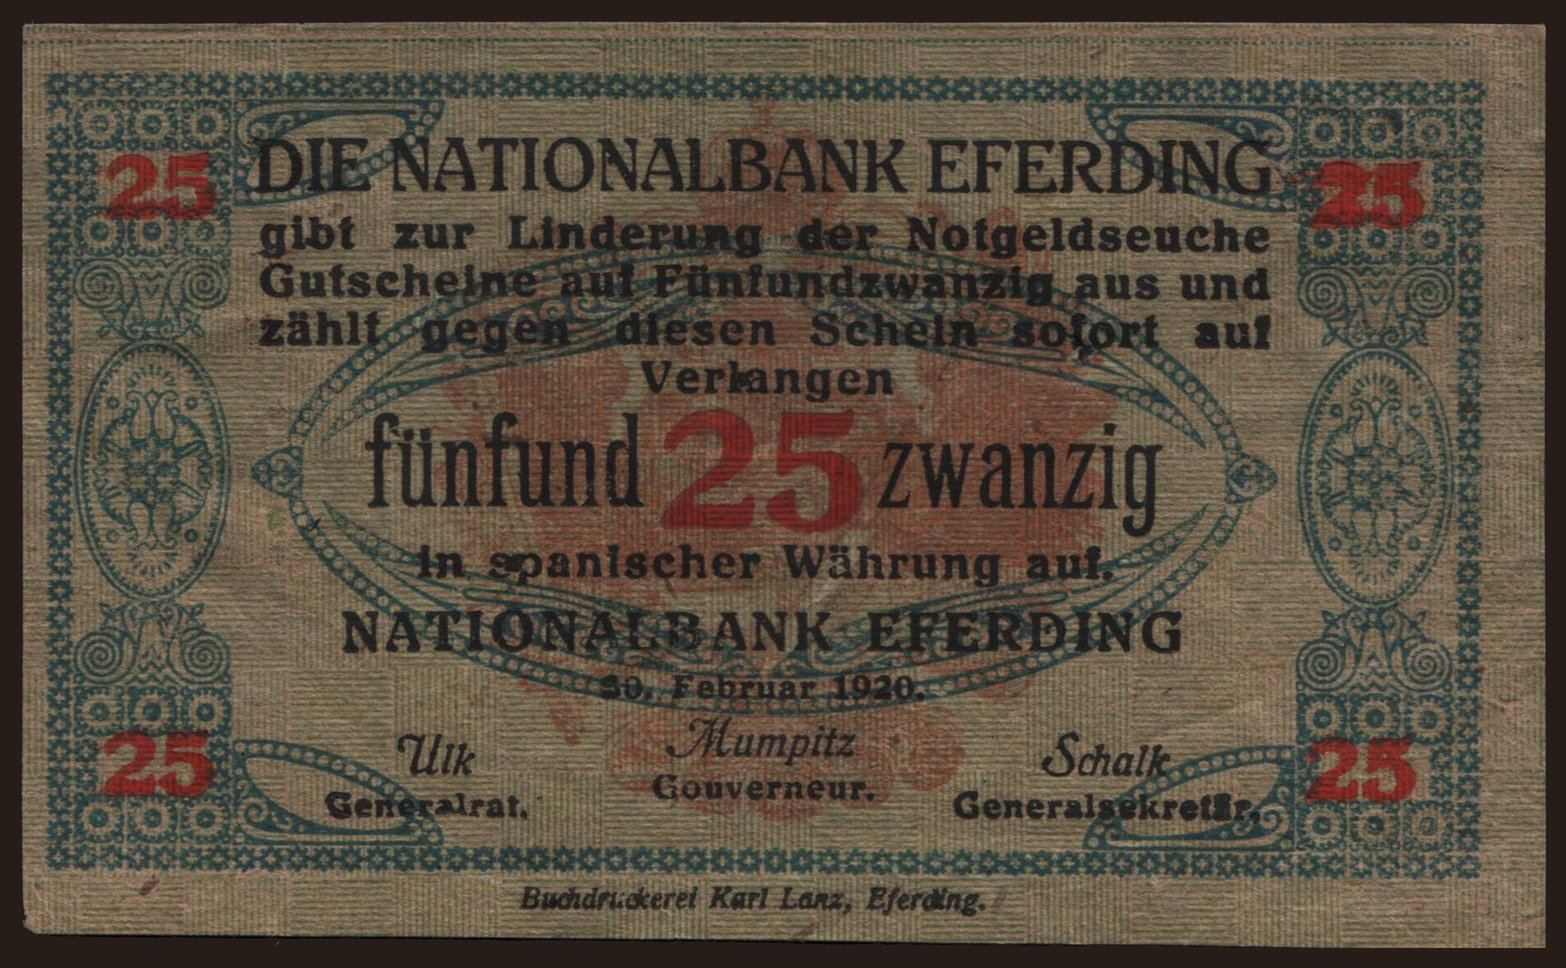 DIE NATIONALBANK EFERDING
25 25
gibt zur Linderung der Notgeldseuche
Gutscheine auf Fünfundzwanzig aus und
zählt gegen diesen Schein sofort auf
Verlangen
fünfund 25 zwanzig
in spanischer Währung auf.
NATIONALBANK EFERDING
30. Februar 1920.
Ulk Mumpitz Schalk
Generalrat. Gouverneur. Generalsekretär.
25 25
Buchdruckerei Karl Lanz, Eferding.